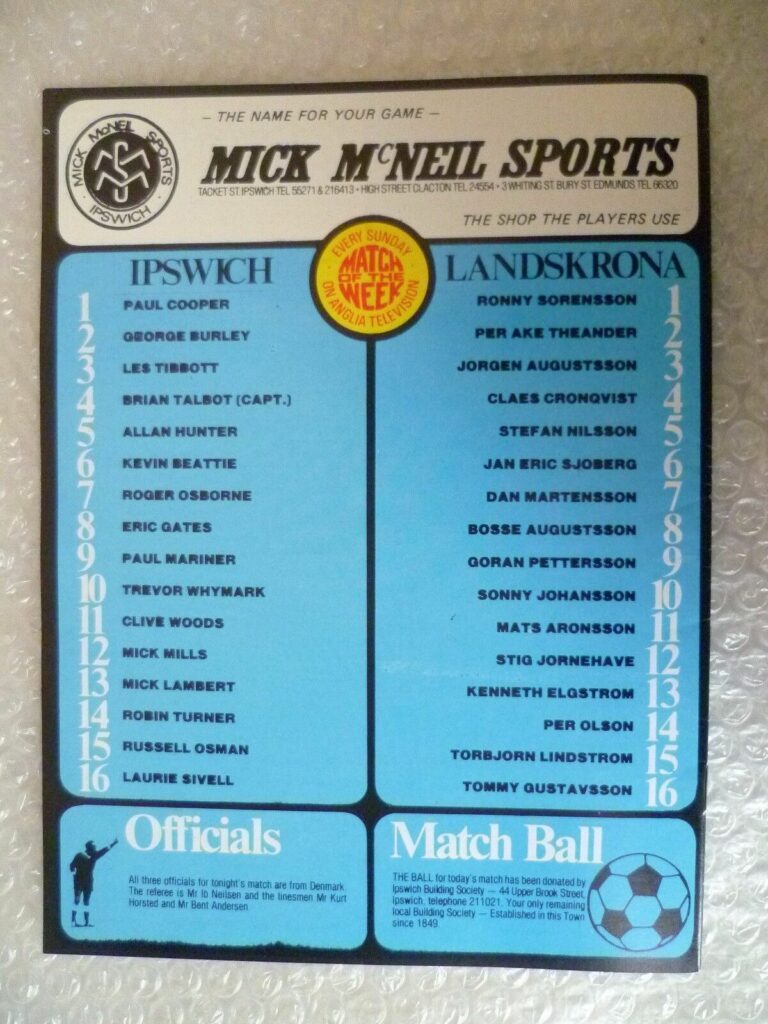 – THE NAME FOR YOUR GAME –
MICK McNEIL SPORTS
MICK McNEIL SPORTS
IPSWICH
TACKET ST. IPSWICH TEL 55271 & 216413 • HIGH STREET CLACTON TEL 24554 • 3 WHITING ST. BURY ST. EDMUNDS TEL 66320
THE SHOP THE PLAYERS USE
EVERY SUNDAY
MATCH
OF THE
WEEK
ON ANGLIA TELEVISION
IPSWICH
1 PAUL COOPER
2 GEORGE BURLEY
3 LES TIBBOTT
4 BRIAN TALBOT (CAPT.)
5 ALLAN HUNTER
6 KEVIN BEATTIE
7 ROGER OSBORNE
8 ERIC GATES
9 PAUL MARINER
10 TREVOR WHYMARK
11 CLIVE WOODS
12 MICK MILLS
13 MICK LAMBERT
14 ROBIN TURNER
15 RUSSELL OSMAN
16 LAURIE SIVELL
LANDSKRONA
RONNY SORENSSON 1
PER AKE THEANDER 2
JORGEN AUGUSTSSON 3
CLAES CRONQVIST 4
STEFAN NILSSON 5
JAN ERIC SJOBERG 6
DAN MARTENSSON 7
BOSSE AUGUSTSSON 8
GORAN PETTERSSON 9
SONNY JOHANSSON 10
MATS ARONSSON 11
STIG JORNEHAVE 12
KENNETH ELGSTROM 13
PER OLSON 14
TORBJORN LINDSTROM 15
TOMMY GUSTAVSSON 16
Officials
All three officials for tonight's match are from Denmark.
The referee is Mr Ib Neilsen and the linesmen Mr Kurt
Horsted and Mr Bent Andersen.
Match Ball
THE BALL for today's match has been donated by
Ipswich Building Society — 44 Upper Brook Street,
Ipswich, telephone 211021. Your only remaining
local Building Society — Established in this Town
since 1849.